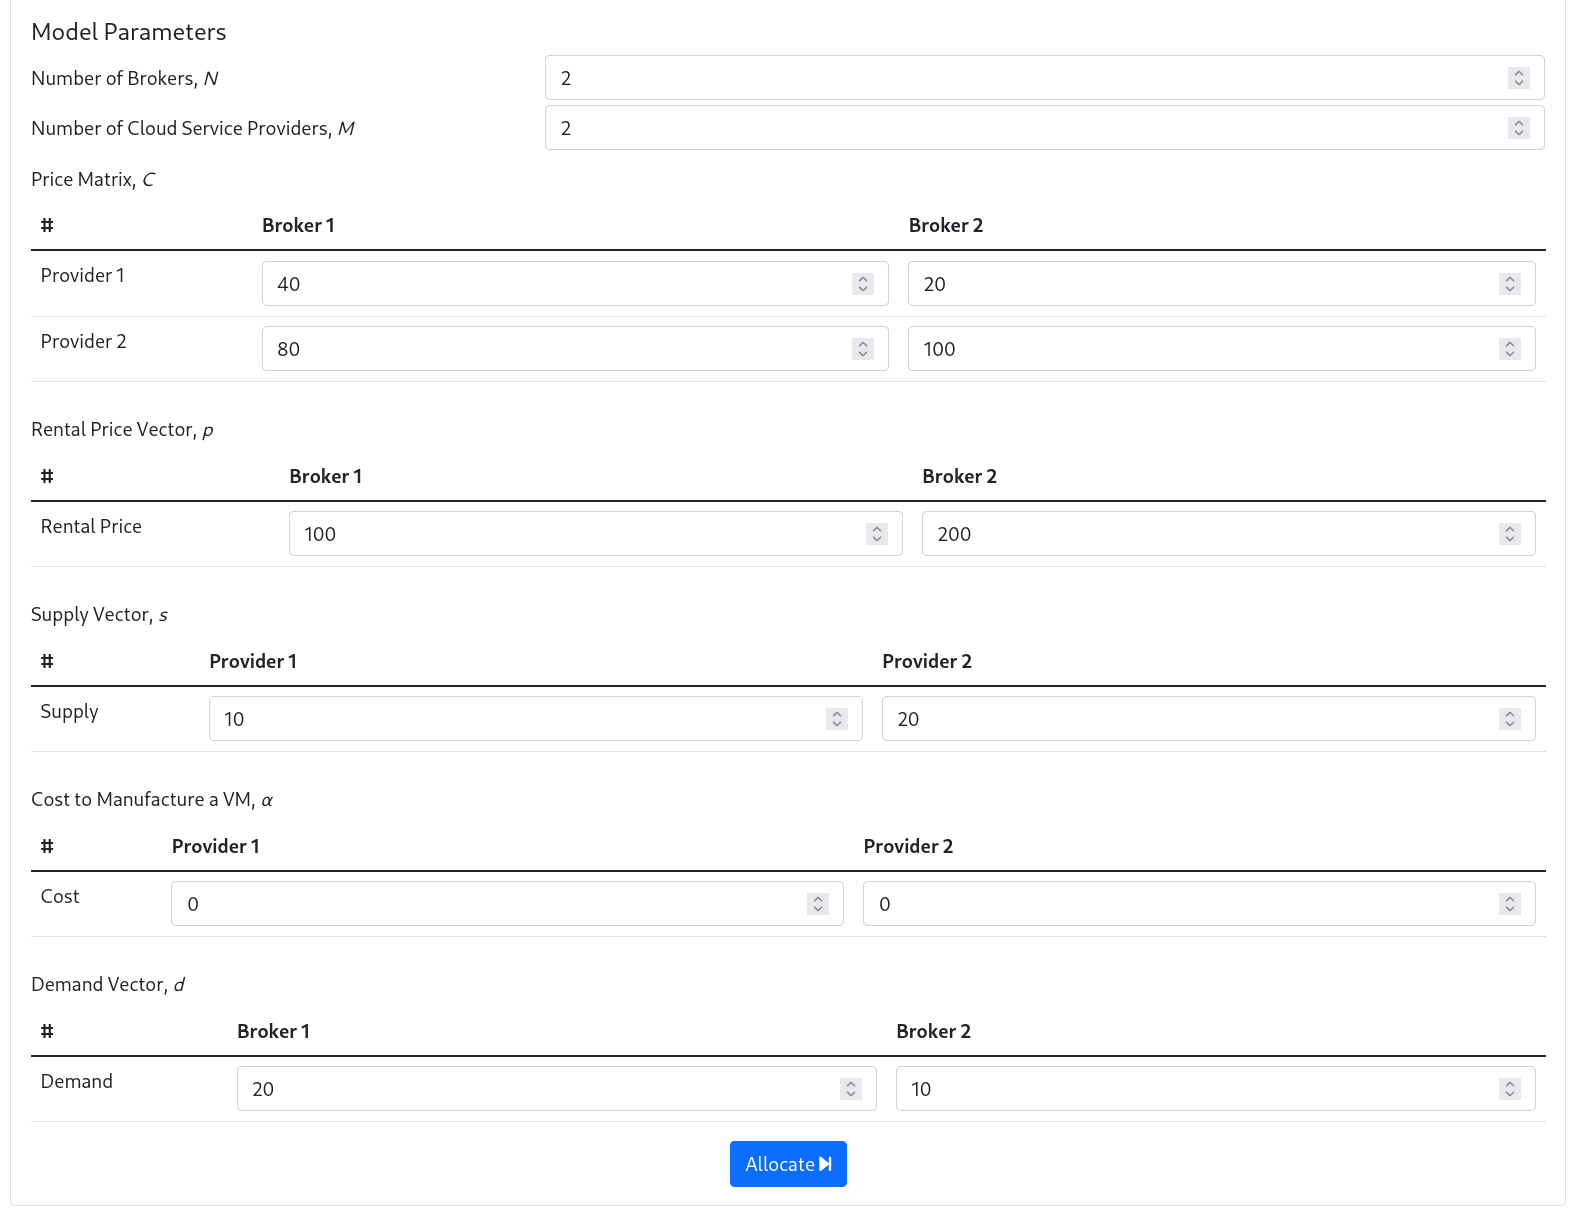 Model Parameters
Number of Brokers, N
2
Number of Cloud Service Providers, M
2
Price Matrix, C
# Broker 1 Broker 2
Provider 1 40 20
Provider 2 80 100
Rental Price Vector, p
# Broker 1 Broker 2
Rental Price 100 200
Supply Vector, s
# Provider 1 Provider 2
Supply 10 20
Cost to Manufacture a VM, α
# Provider 1 Provider 2
Cost 0 0
Demand Vector, d
# Broker 1 Broker 2
Demand 20 10
Allocate